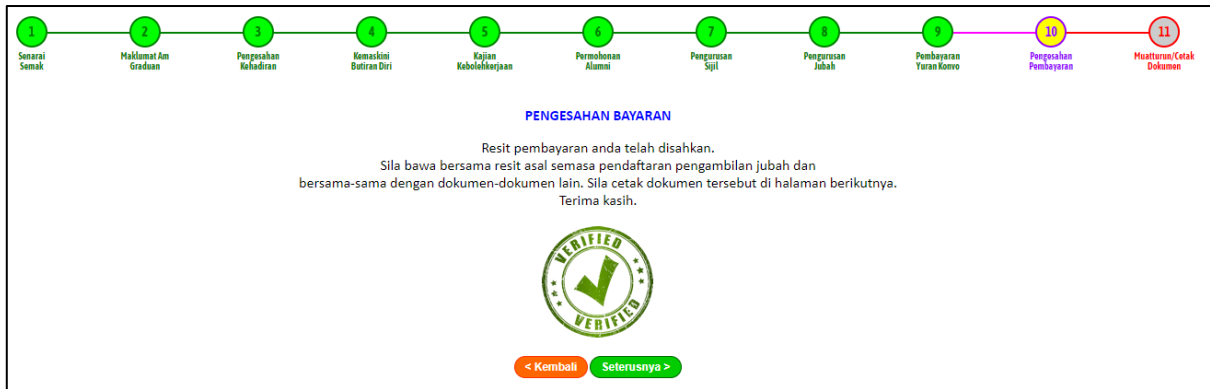 1 2 3 4 5 6 7 8 9 10 11
Senarai Maklumat Am Pengesahan Kemaskini Kajian Permohonan Pengurusan Pengurusan Pembayaran Pengesahan Muatturun/Cetak
Semak Graduan Kehadiran Butiran Diri Kebolehkerjaan Alumni Sijil Jubah Yuran Konvo Pembayaran Dokumen
PENGESAHAN BAYARAN
Resit pembayaran anda telah disahkan.
Sila bawa bersama resit asal semasa pendaftaran pengambilan jubah dan
bersama-sama dengan dokumen-dokumen lain. Sila cetak dokumen tersebut di halaman berikutnya.
Terima kasih.
VERIFIED
VERIFIED
< Kembali Seterusnya >